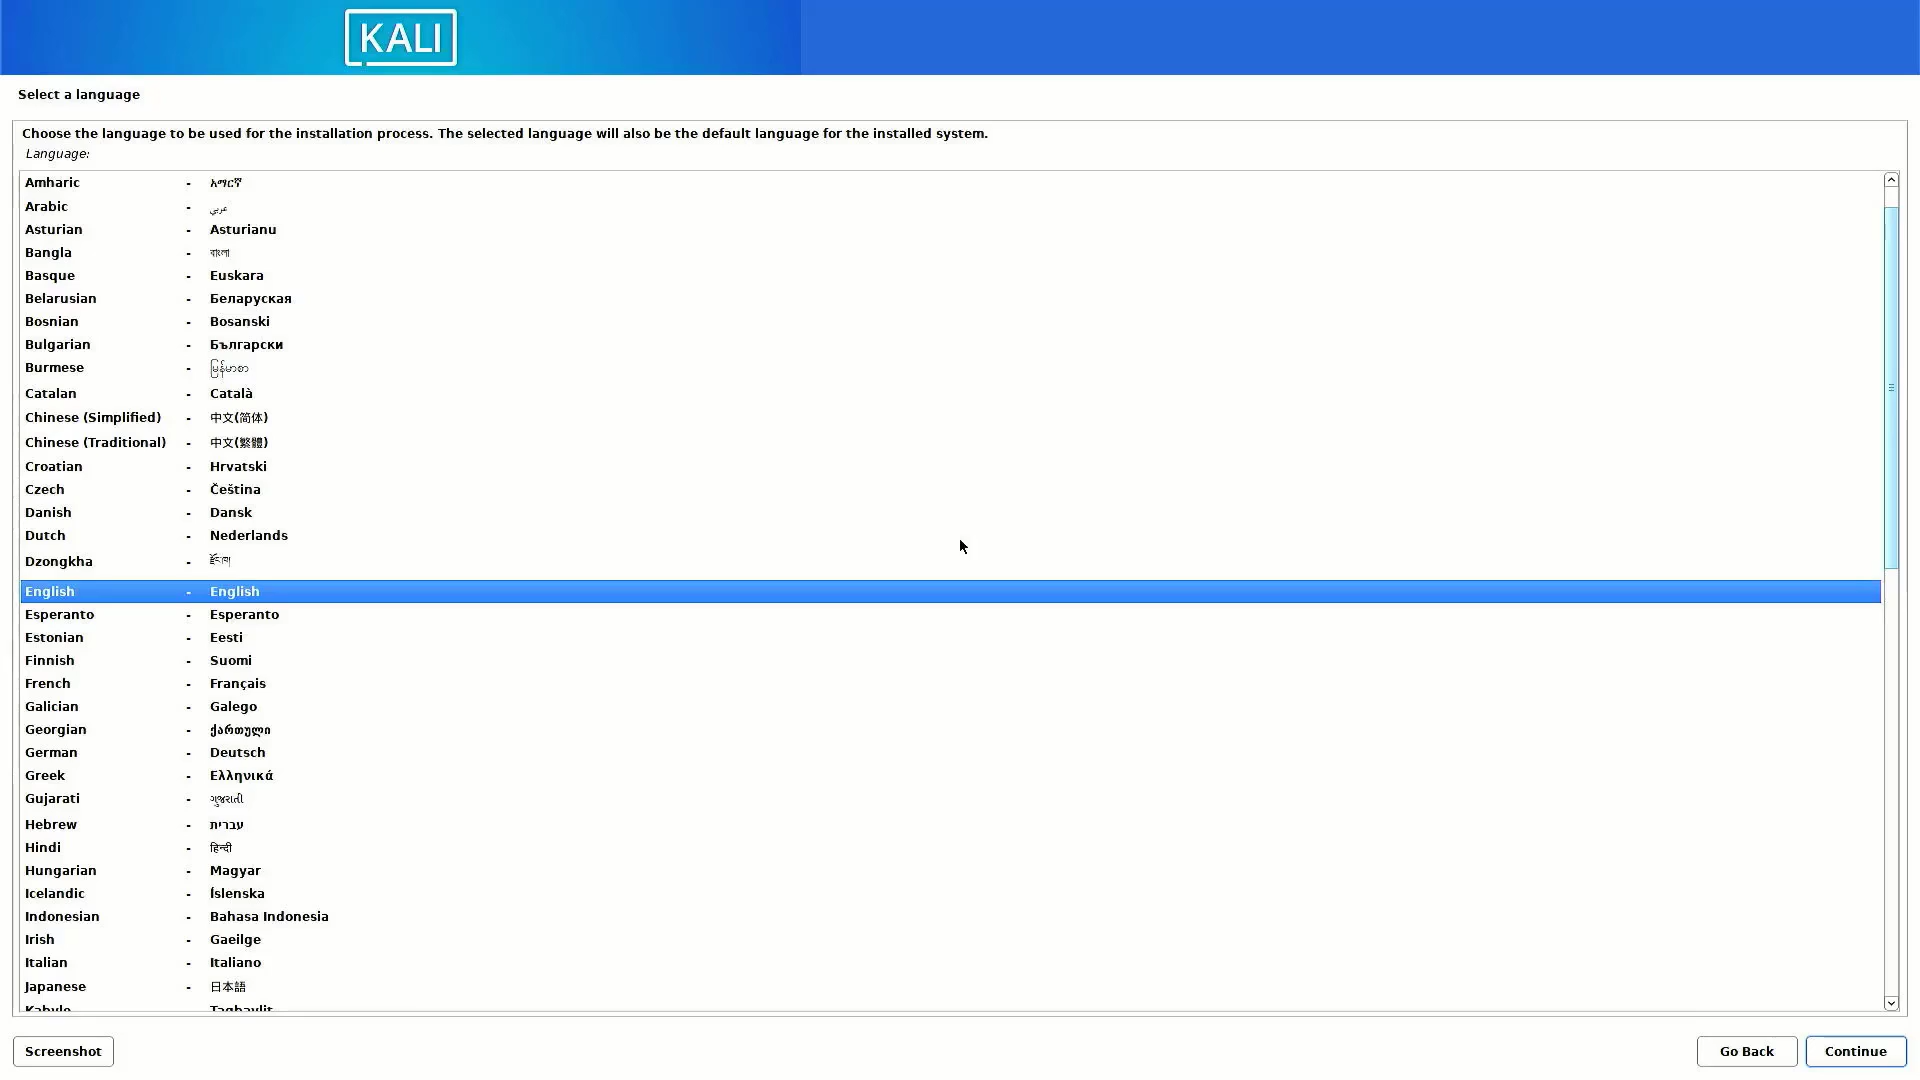 KALI
Select a language
Choose the language to be used for the installation process. The selected language will also be the default language for the installed system.
Language:
Amharic - አማርኛ
Arabic - عربي
Asturian - Asturianu
Bangla - বাংলা
Basque - Euskara
Belarusian - Беларуская
Bosnian - Bosanski
Bulgarian - Български
Burmese - မြန်မာစာ
Catalan - Català
Chinese (Simplified) - 中文(简体)
Chinese (Traditional) - 中文(繁體)
Croatian - Hrvatski
Czech - Čeština
Danish - Dansk
Dutch - Nederlands
Dzongkha - རྫོང་ཁ།
English - English
Esperanto - Esperanto
Estonian - Eesti
Finnish - Suomi
French - Français
Galician - Galego
Georgian - ქართული
German - Deutsch
Greek - Ελληνικά
Gujarati - ગુજરાતી
Hebrew - עברית
Hindi - हिन्दी
Hungarian - Magyar
Icelandic - Íslenska
Indonesian - Bahasa Indonesia
Irish - Gaeilge
Italian - Italiano
Japanese - 日本語
Kabyle - Taqbaylit
Screenshot
Go Back
Continue